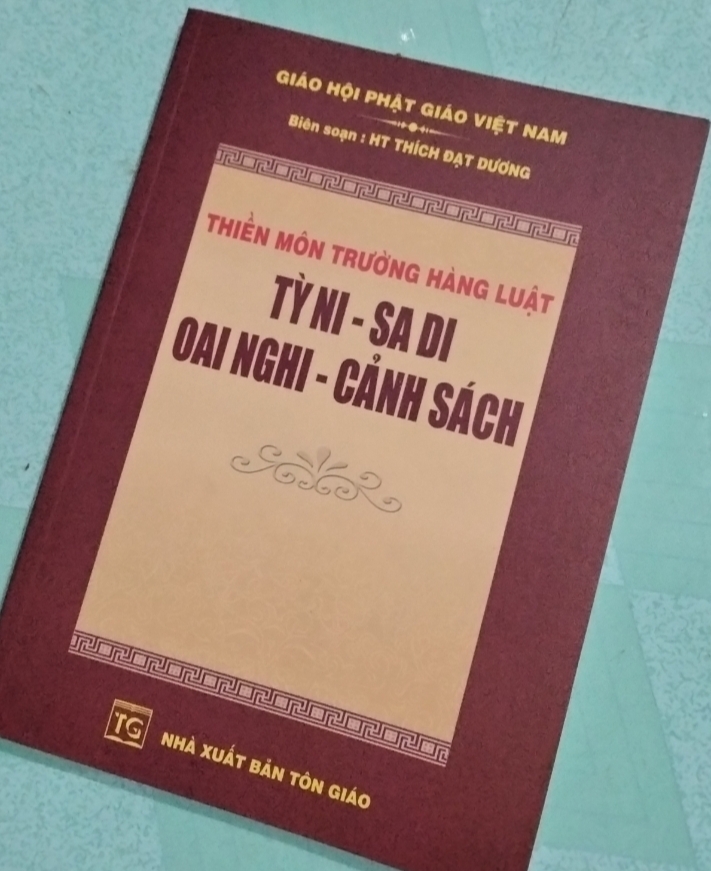 GIÁO HỘI PHẬT GIÁO VIỆT NAM
Biên soạn : HT THÍCH ĐẠT DƯƠNG
THIỀN MÔN TRƯỜNG HÀNG LUẬT
TỲ NI - SA DI
OAI NGHI - CẢNH SÁCH
TG
NHÀ XUẤT BẢN TÔN GIÁO